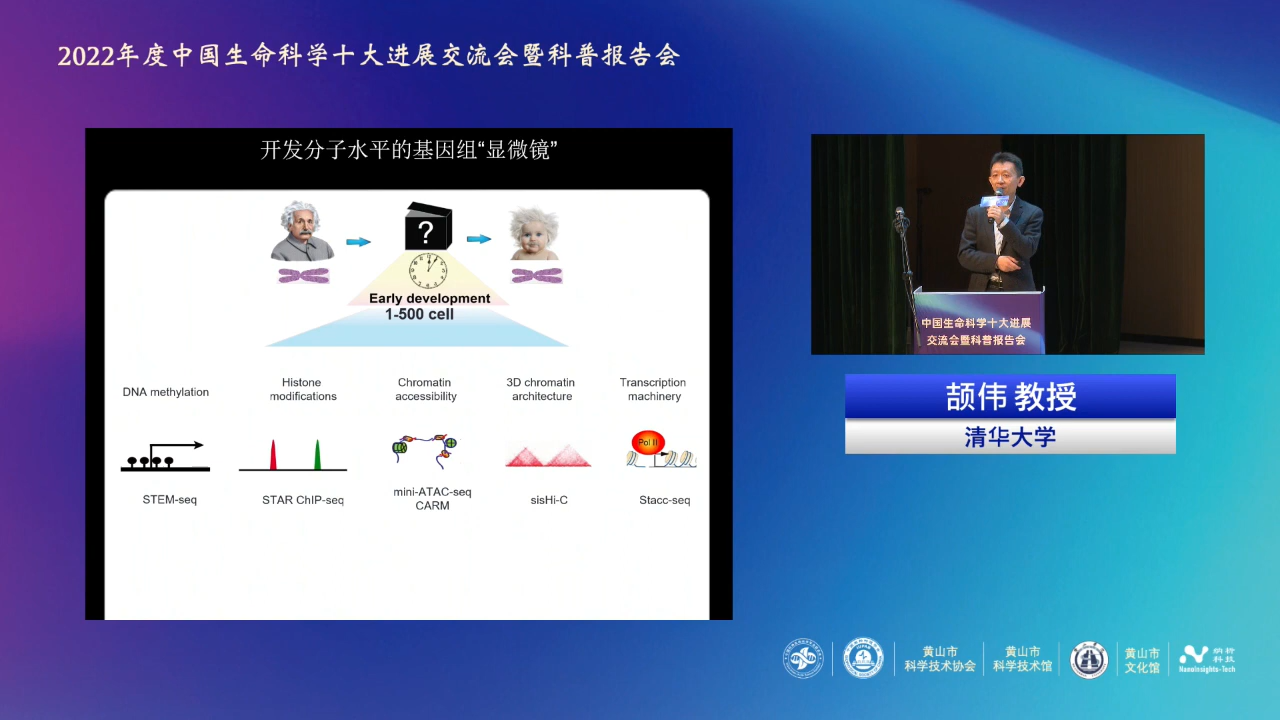 2022年度中国生命科学十大进展交流会暨科普报告会
开发分子水平的基因组“显微镜”
?
Early development
1-500 cell
DNA methylation
Histone
modifications
Chromatin
accessibility
3D chromatin
architecture
Transcription
machinery
Pol II
STEM-seq
STAR ChIP-seq
mini-ATAC-seq
CARM
sisHi-C
Stacc-seq
中国生命科学十大进展
交流会暨科普报告会
颉伟 教授
清华大学
黄山市
科学技术协会
黄山市
科学技术馆
黄山市
文化馆
纳析
科技
NanoInsights-Tech